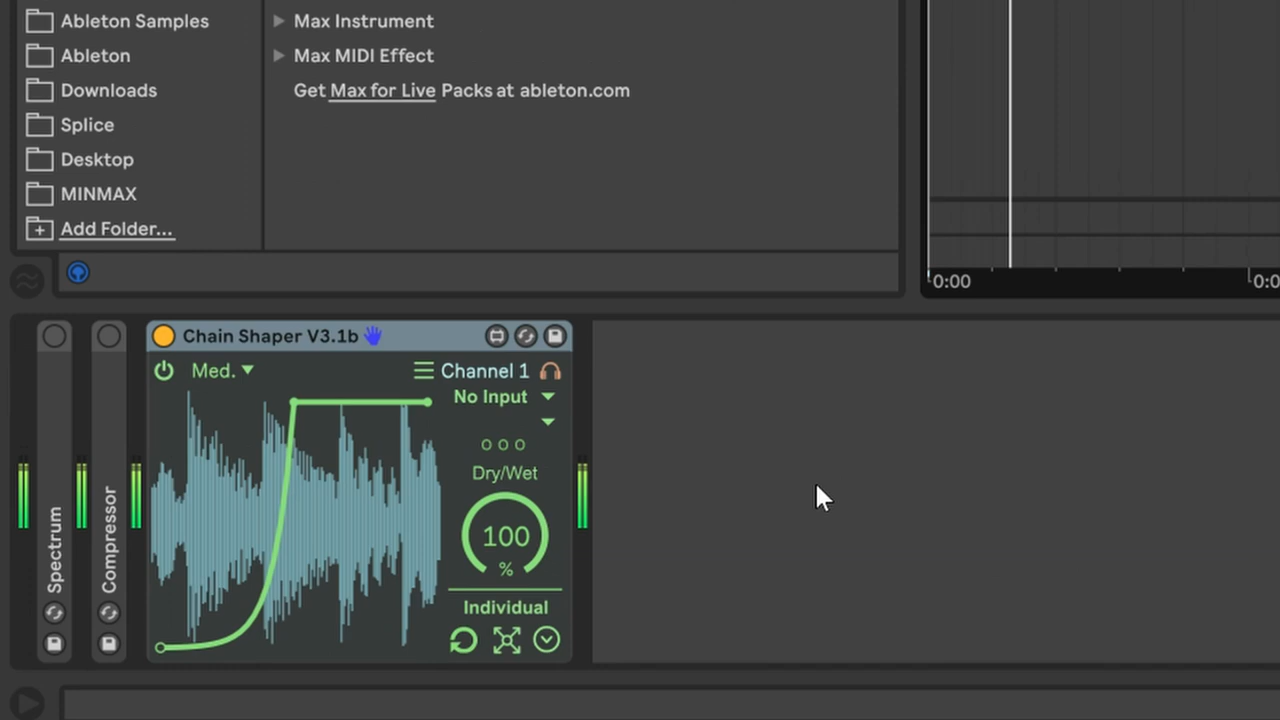 Ableton Samples
Ableton
Downloads
Splice
Desktop
MINMAX
Add Folder...
Max Instrument
Max MIDI Effect
Get Max for Live Packs at ableton.com
0:00
0:0
Spectrum
Compressor
Chain Shaper V3.1b
Med.
Channel 1
No Input
Dry/Wet
100
%
Individual